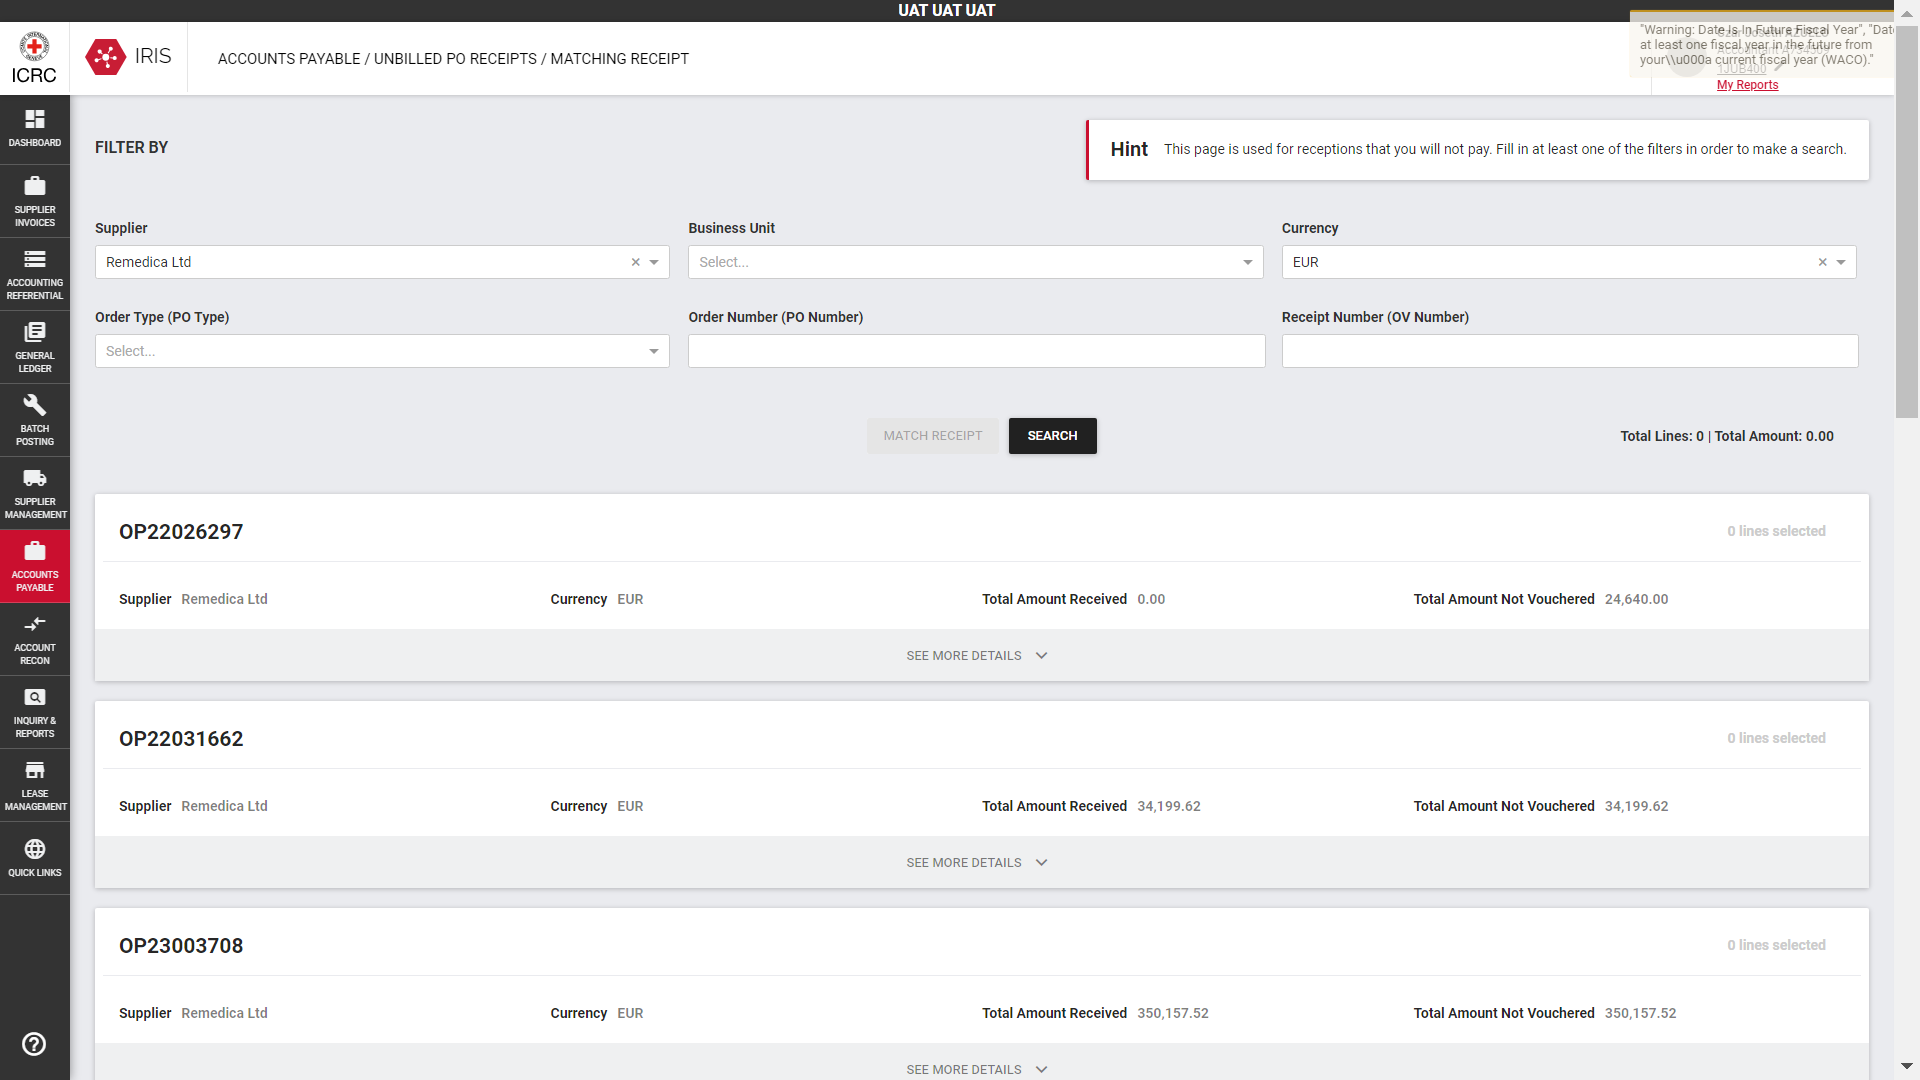 UAT UAT UAT
ICRC
IRIS
ACCOUNTS PAYABLE / UNBILLED PO RECEIPTS / MATCHING RECEIPT
"Warning: Date Is In Future Fiscal Year", "Date
at least one fiscal year in the future from
your\\u000a current fiscal year (WACO)."
1JUB400
My Reports
DASHBOARD
SUPPLIER
INVOICES
ACCOUNTING
REFERENTIAL
GENERAL
LEDGER
BATCH
POSTING
SUPPLIER
MANAGEMENT
ACCOUNTS
PAYABLE
ACCOUNT
RECON
INQUIRY &
REPORTS
LEASE
MANAGEMENT
QUICK LINKS
FILTER BY
Hint This page is used for receptions that you will not pay. Fill in at least one of the filters in order to make a search.
Supplier Business Unit Currency
Remedica Ltd Select... EUR
Order Type (PO Type) Order Number (PO Number) Receipt Number (OV Number)
Select...
MATCH RECEIPT SEARCH Total Lines: 0 | Total Amount: 0.00
OP22026297 0 lines selected
Supplier Remedica Ltd Currency EUR Total Amount Received 0.00 Total Amount Not Vouchered 24,640.00
SEE MORE DETAILS
OP22031662 0 lines selected
Supplier Remedica Ltd Currency EUR Total Amount Received 34,199.62 Total Amount Not Vouchered 34,199.62
SEE MORE DETAILS
OP23003708 0 lines selected
Supplier Remedica Ltd Currency EUR Total Amount Received 350,157.52 Total Amount Not Vouchered 350,157.52
SEE MORE DETAILS